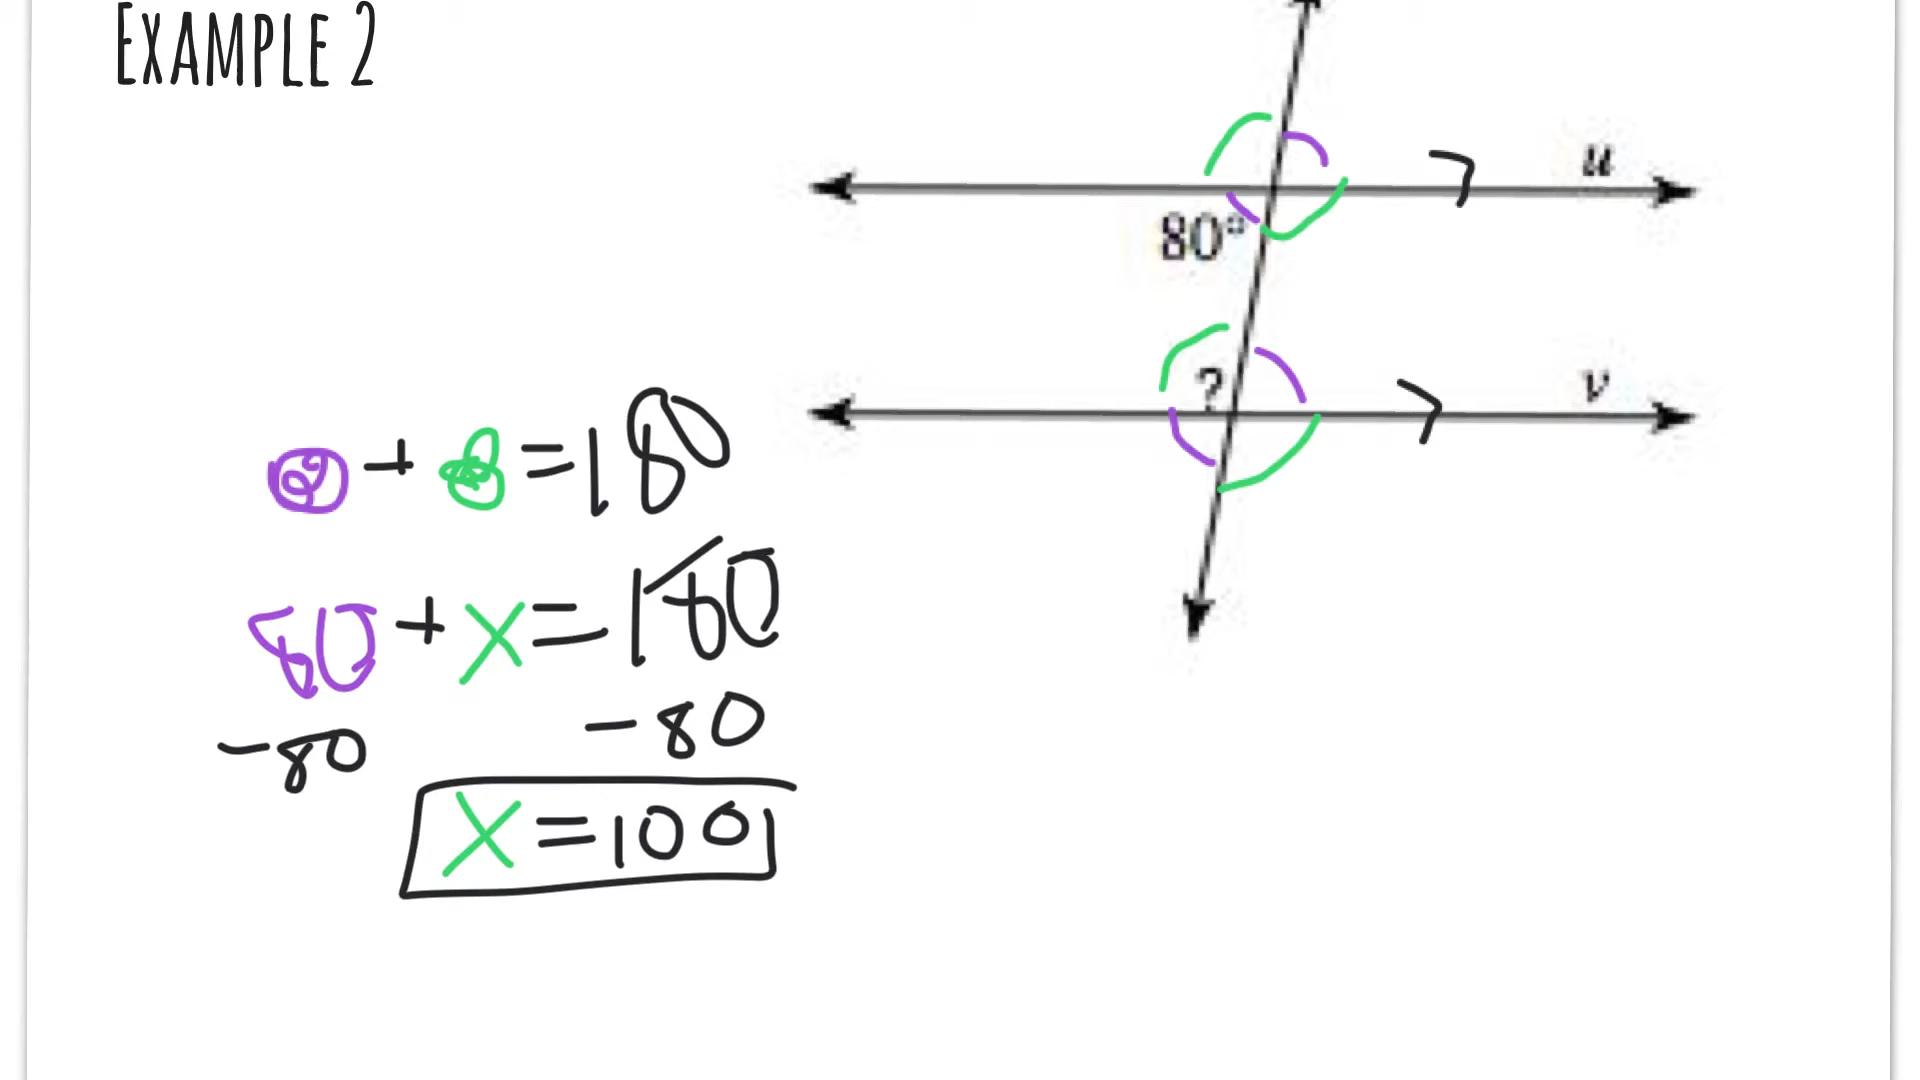 EXAMPLE 2
u
80°
?
v
+ = 180
80 + x = 180
-80 -80
x = 100